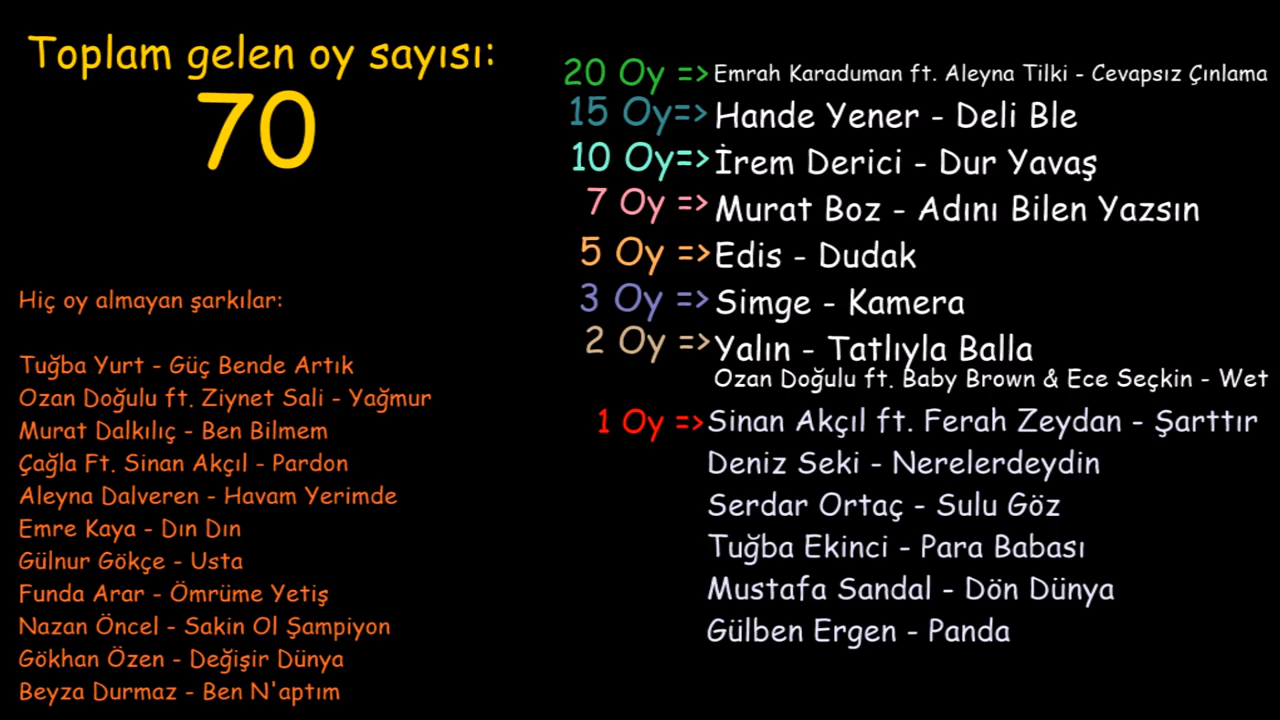 Toplam gelen oy sayısı:
70
Hiç oy almayan şarkılar:
Tuğba Yurt - Güç Bende Artık
Ozan Doğulu ft. Ziynet Sali - Yağmur
Murat Dalkılıç - Ben Bilmem
Çağla Ft. Sinan Akçıl - Pardon
Aleyna Dalveren - Havam Yerimde
Emre Kaya - Dın Dın
Gülnur Gökçe - Usta
Funda Arar - Ömrüme Yetiş
Nazan Öncel - Sakin Ol Şampiyon
Gökhan Özen - Değişir Dünya
Beyza Durmaz - Ben N'aptım
20 Oy => Emrah Karaduman ft. Aleyna Tilki - Cevapsız Çınlama
15 Oy=> Hande Yener - Deli Ble
10 Oy=> İrem Derici - Dur Yavaş
7 Oy => Murat Boz - Adını Bilen Yazsın
5 Oy => Edis - Dudak
3 Oy => Simge - Kamera
2 Oy => Yalın - Tatlıyla Balla
Ozan Doğulu ft. Baby Brown & Ece Seçkin - Wet
1 Oy => Sinan Akçıl ft. Ferah Zeydan - Şarttır
Deniz Seki - Nerelerdeydin
Serdar Ortaç - Sulu Göz
Tuğba Ekinci - Para Babası
Mustafa Sandal - Dön Dünya
Gülben Ergen - Panda